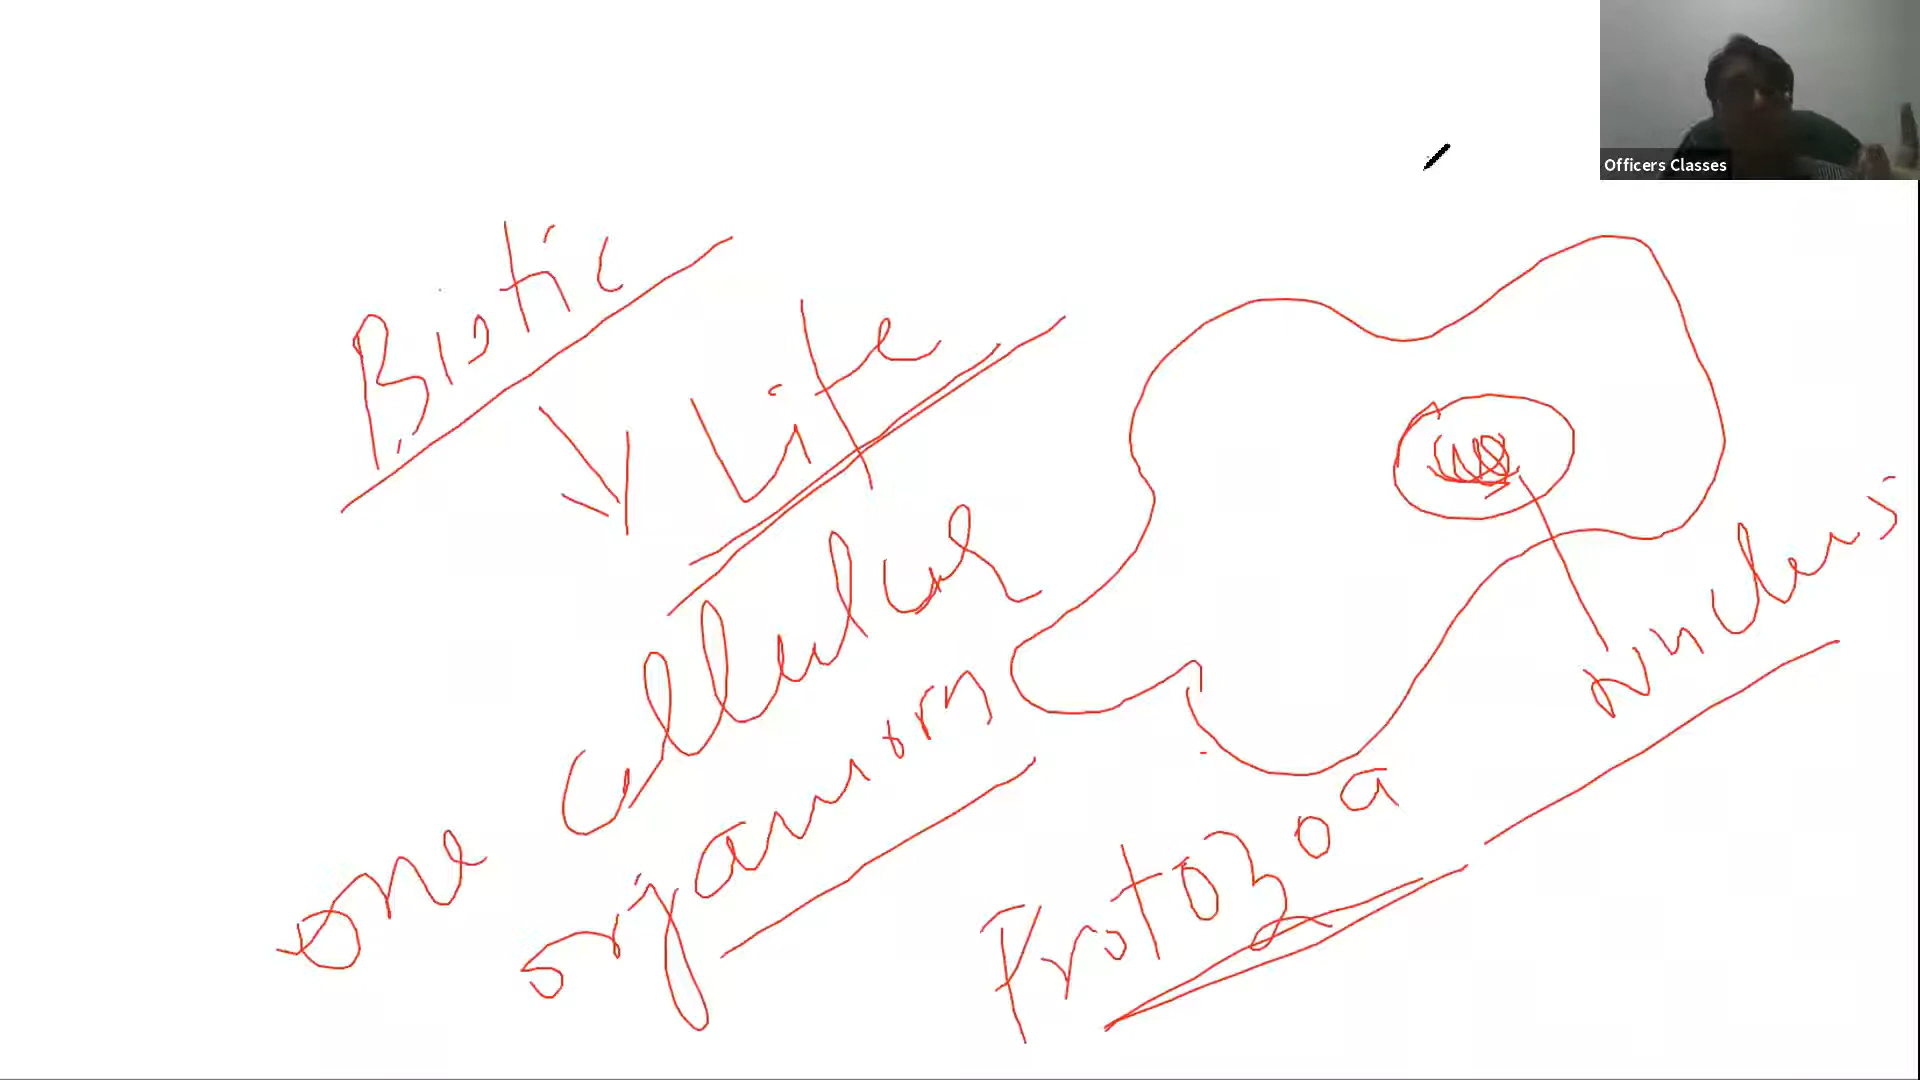 Officers Classes
Biotic
Life
one cellular
organism
Nucleus
Protozoa